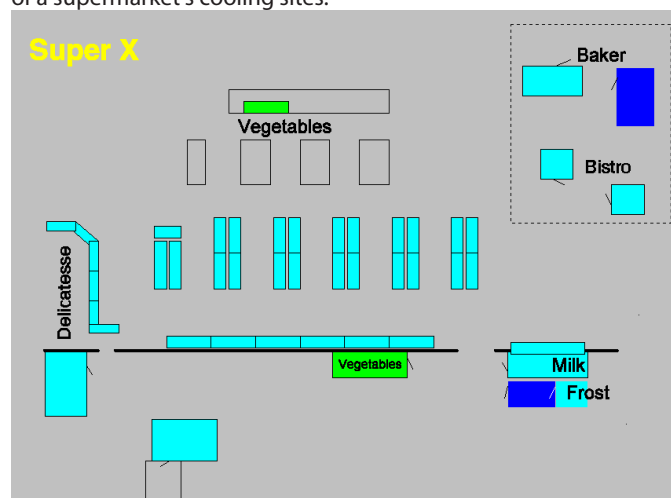 of a supermarket's cooling sites.
Super X
Baker
Vegetables
Bistro
Delicatesse
Vegetables
Milk
Frost